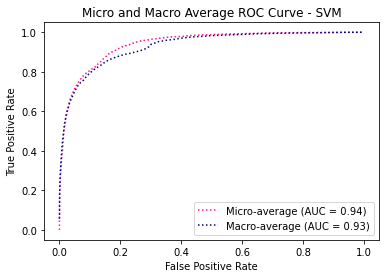 Micro and Macro Average ROC Curve - SVM
True Positive Rate
1.0
0.8
0.6
0.4
0.2
0.0
Micro-average (AUC = 0.94)
Macro-average (AUC = 0.93)
0.0 0.2 0.4 0.6 0.8 1.0
False Positive Rate